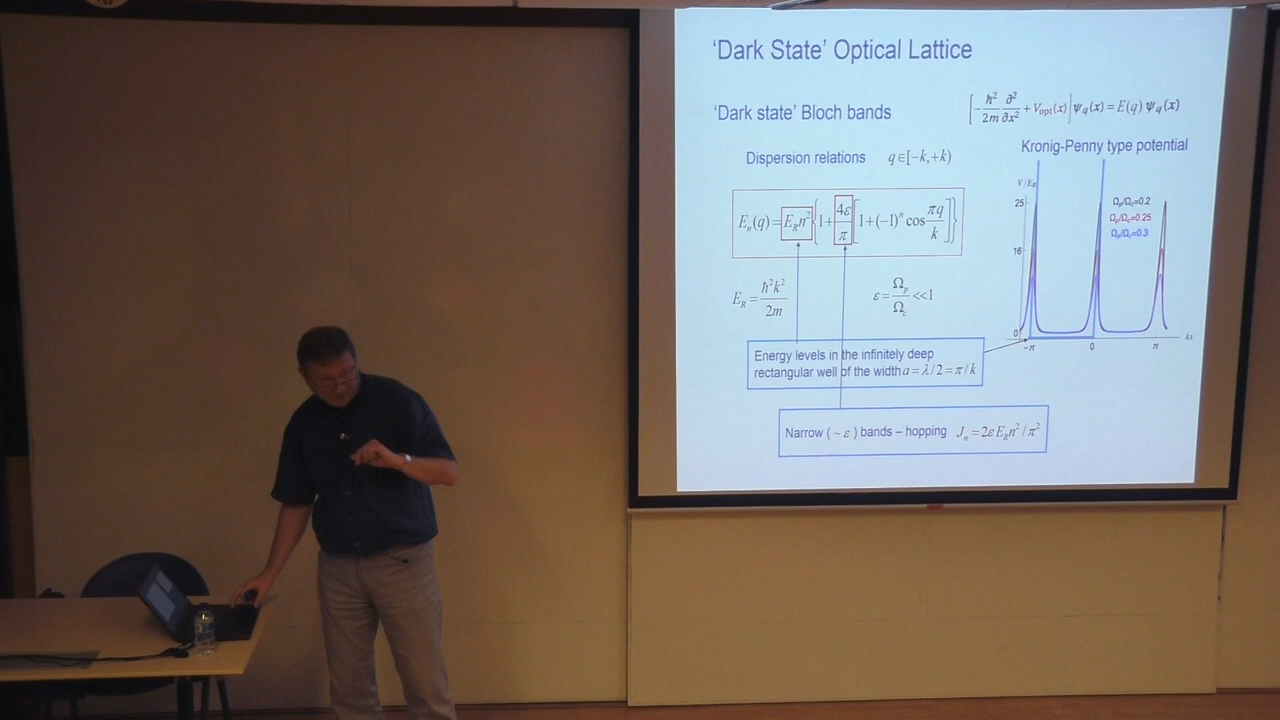 ‘Dark State’ Optical Lattice
‘Dark state’ Bloch bands
[-ħ²/2m ∂²/∂x² + V_opt(x)]ψ_q(x) = E(q) ψ_q(x)
Dispersion relations q∈[-k,+k)
Kronig-Penny type potential
E_n(q) = E_R n² {1 + 4ε/π [1 + (-1)^n cos πq/k]}
V/E_R
25
16
0
Ω_p/Ω_c=0.2
Ω_p/Ω_c=0.25
Ω_p/Ω_c=0.3
-π 0 π kx
E_R = ħ²k²/2m
ε = Ω_p/Ω_c <<1
Energy levels in the infinitely deep
rectangular well of the width a = λ/2 = π/k
Narrow (~ε) bands – hopping J_n = 2εE_R n²/π²